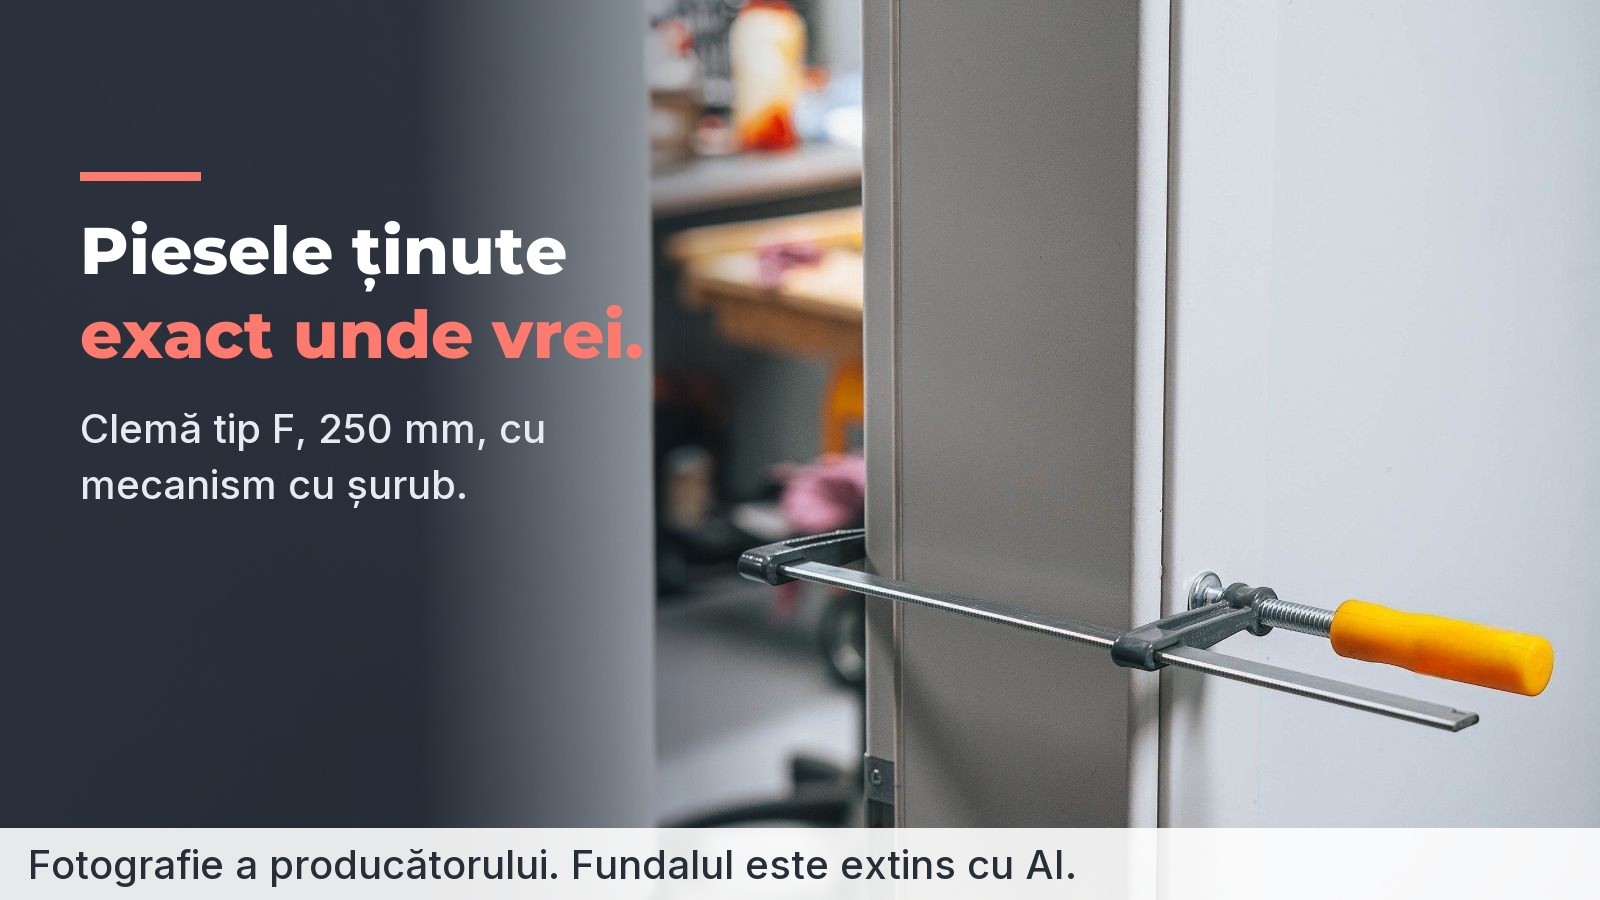 Piesele ținute
exact unde vrei.
Clemă tip F, 250 mm, cu
mecanism cu șurub.
Fotografie a producătorului. Fundalul este extins cu AI.